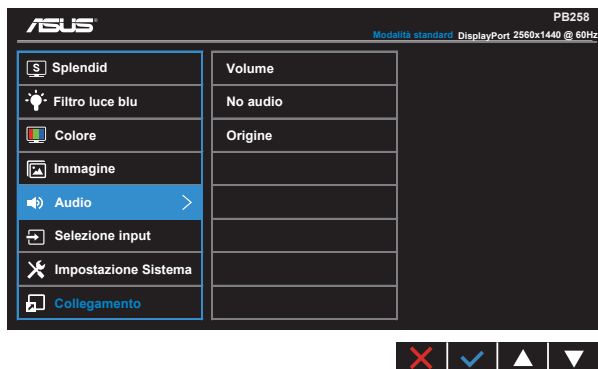 ASUS
PB258
Modalità standard DisplayPort 2560x1440 @ 60Hz
S Splendid
Filtro luce blu
Colore
Immagine
Audio
Selezione input
Impostazione Sistema
Collegamento
Volume
No audio
Origine